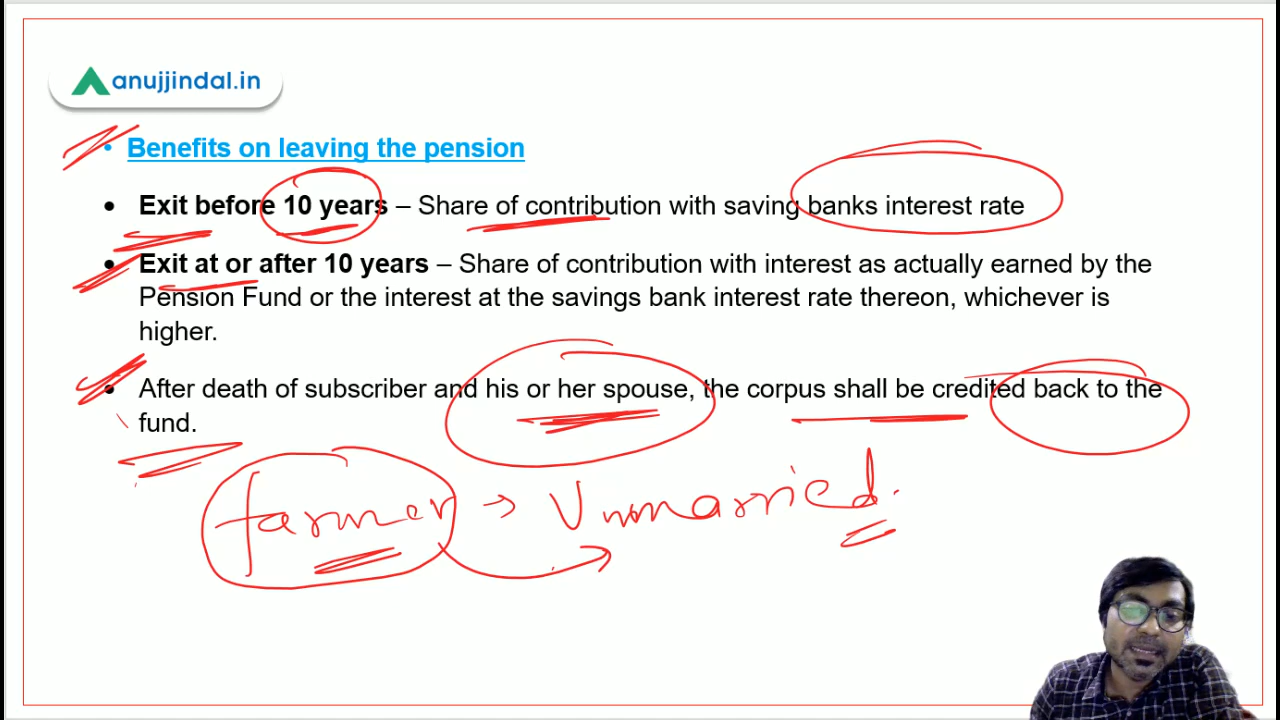 anujjindal.in
• Benefits on leaving the pension
• Exit before 10 years – Share of contribution with saving banks interest rate
• Exit at or after 10 years – Share of contribution with interest as actually earned by the
Pension Fund or the interest at the savings bank interest rate thereon, whichever is
higher.
• After death of subscriber and his or her spouse, the corpus shall be credited back to the
fund.
farmer → Unmarried.